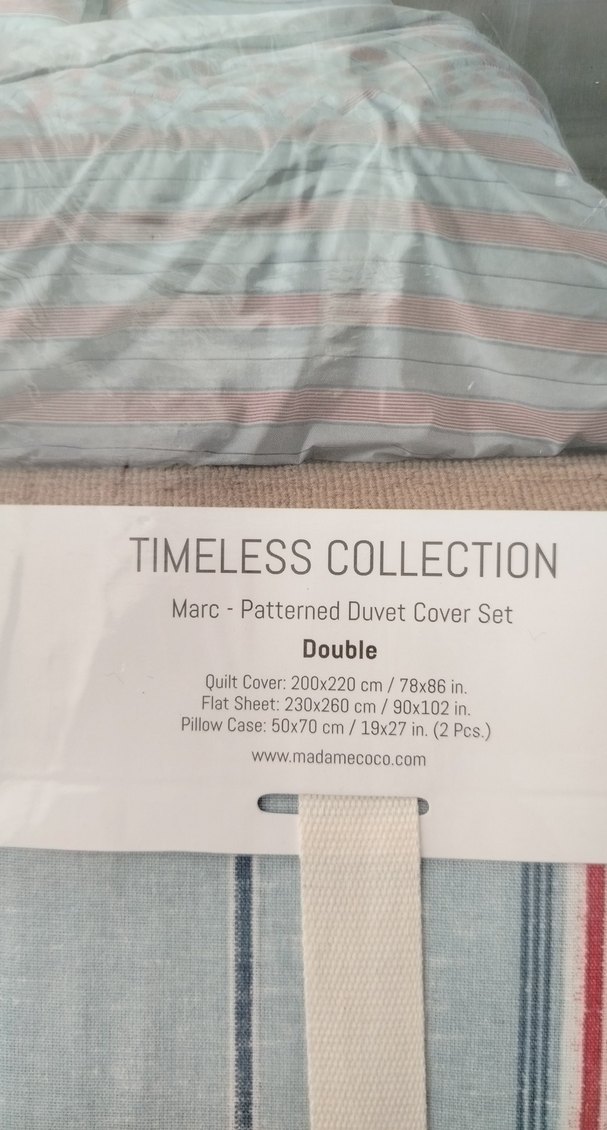 TIMELESS COLLECTION
Marc - Patterned Duvet Cover Set
Double
Quilt Cover: 200x220 cm / 78x86 in.
Flat Sheet: 230x260 cm / 90x102 in.
Pillow Case: 50x70 cm / 19x27 in. (2 Pcs.)
www.madamecoco.com